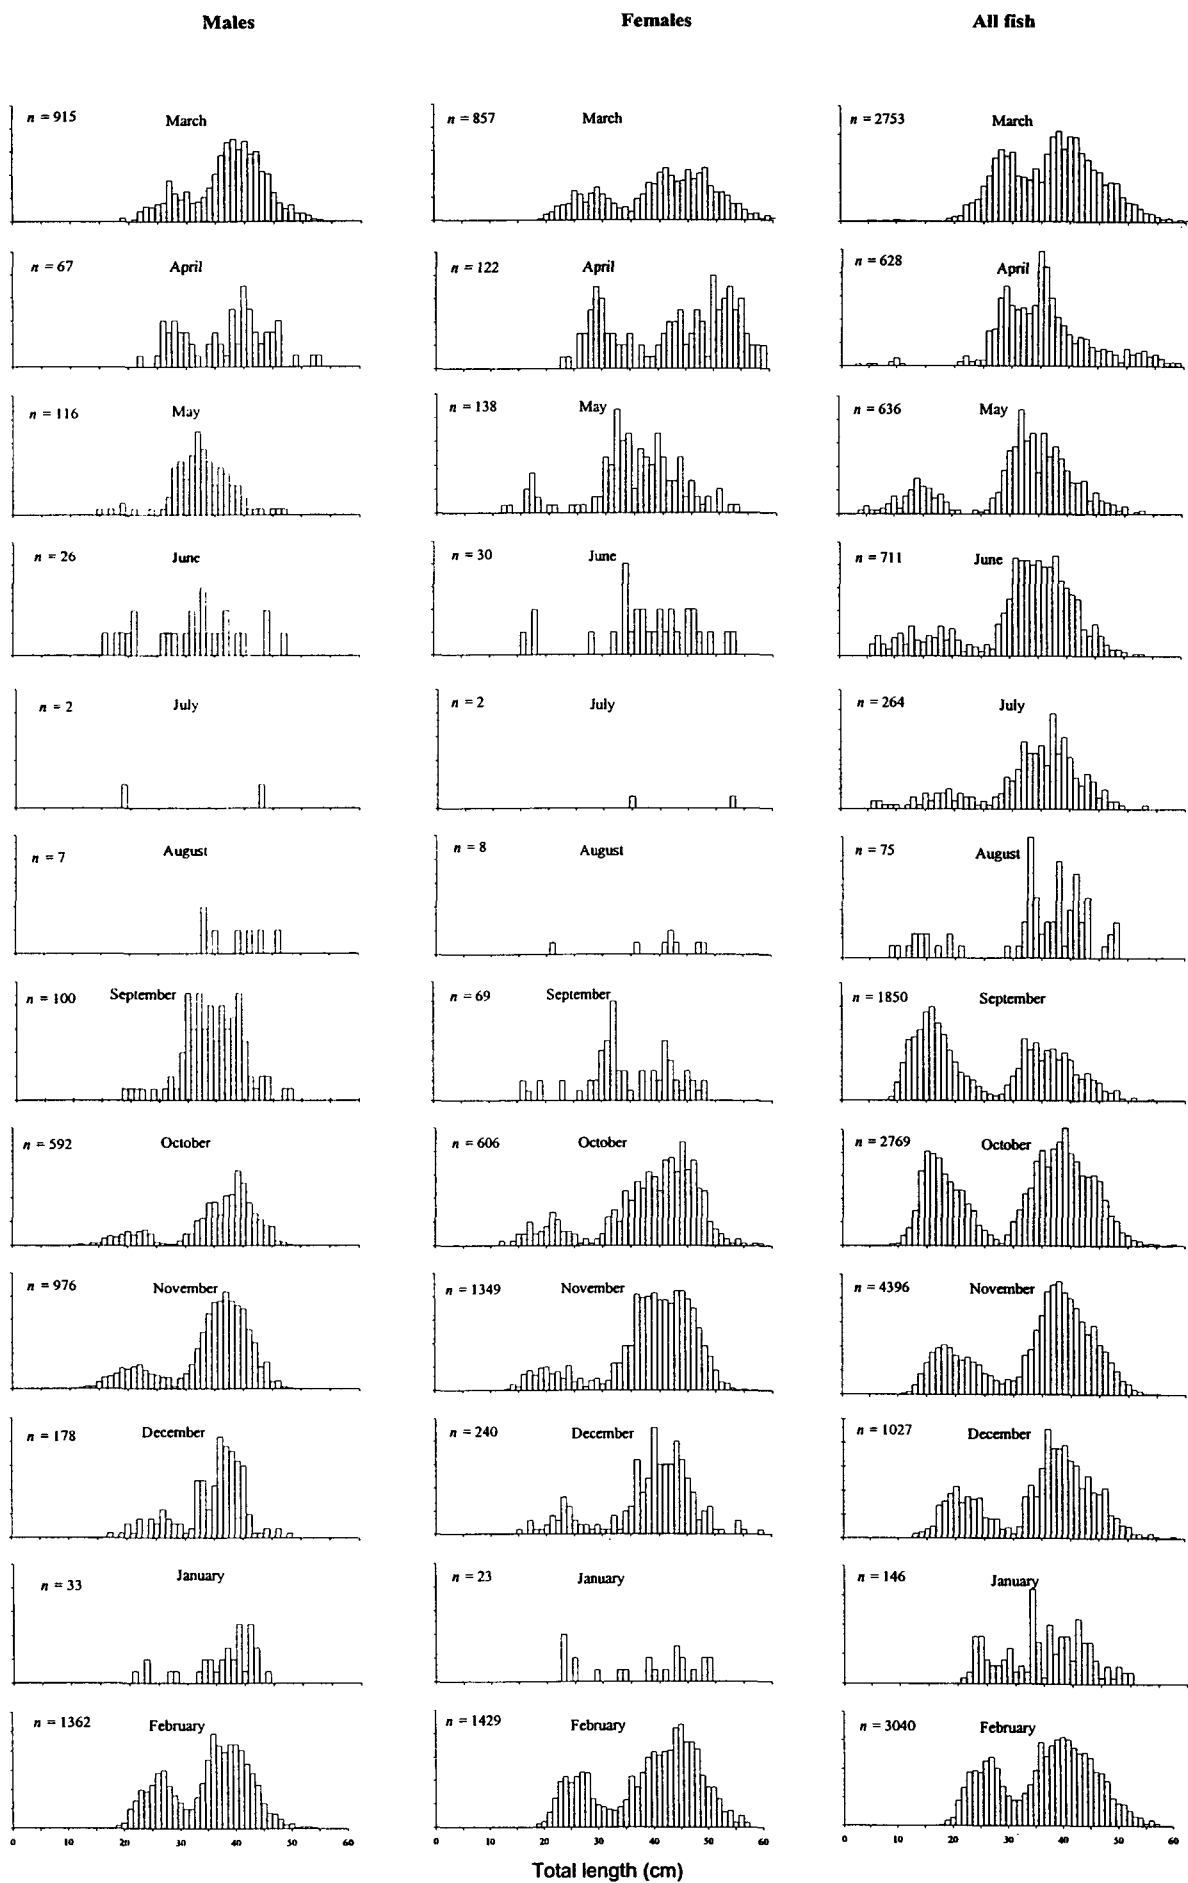 Males Females All fish
n = 915 March n = 857 March n = 2753 March
n = 67 April n = 122 April n = 628 April
n = 116 May n = 138 May n = 636 May
n = 26 June n = 30 June n = 711 June
n = 2 July n = 2 July n = 264 July
n = 7 August n = 8 August n = 75 August
n = 100 September n = 69 September n = 1850 September
n = 592 October n = 606 October n = 2769 October
n = 976 November n = 1349 November n = 4396 November
n = 178 December n = 240 December n = 1027 December
n = 33 January n = 23 January n = 146 January
n = 1362 February n = 1429 February n = 3040 February
0 10 20 30 40 50 60 0 10 20 30 40 50 60 0 10 20 30 40 50 60
Total length (cm)